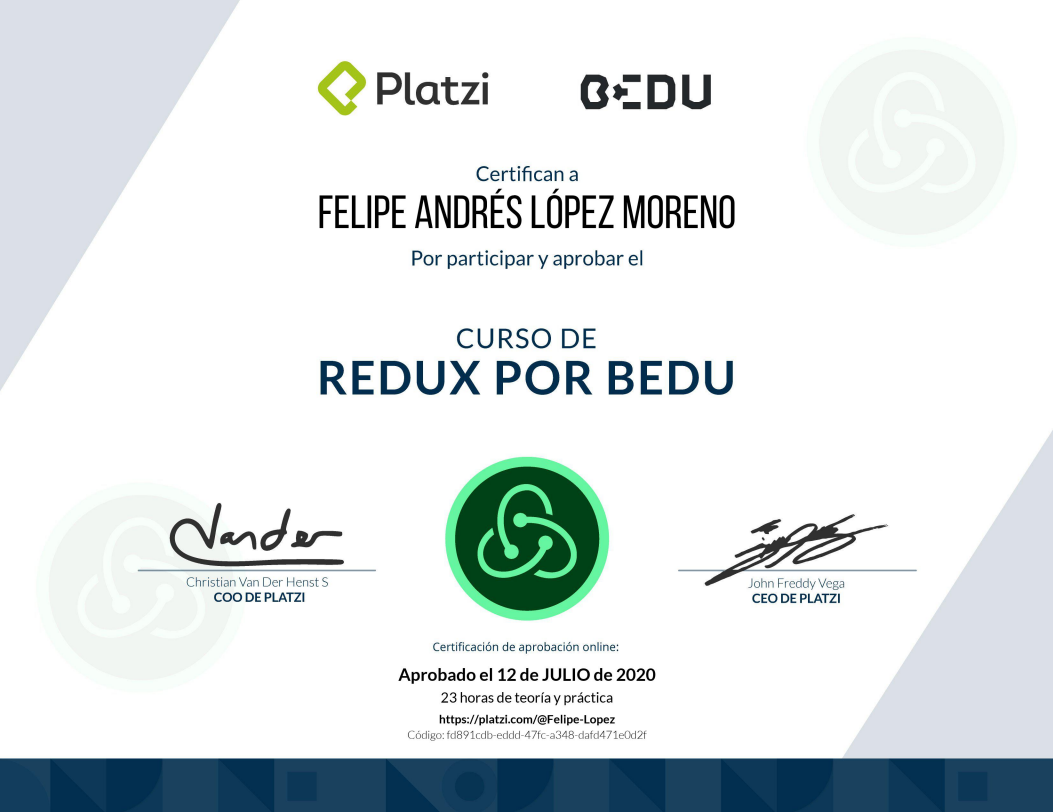 Platzi BEDU
Certifican a
FELIPE ANDRÉS LÓPEZ MORENO
Por participar y aprobar el
CURSO DE
REDUX POR BEDU
Vander
Christian Van Der Henst S
COO DE PLATZI
John Freddy Vega
CEO DE PLATZI
Certificación de aprobación online:
Aprobado el 12 de JULIO de 2020
23 horas de teoría y práctica
https://platzi.com/@Felipe-Lopez
Código: fd891cdb-eddd-47fc-a348-dafd471e0d2f